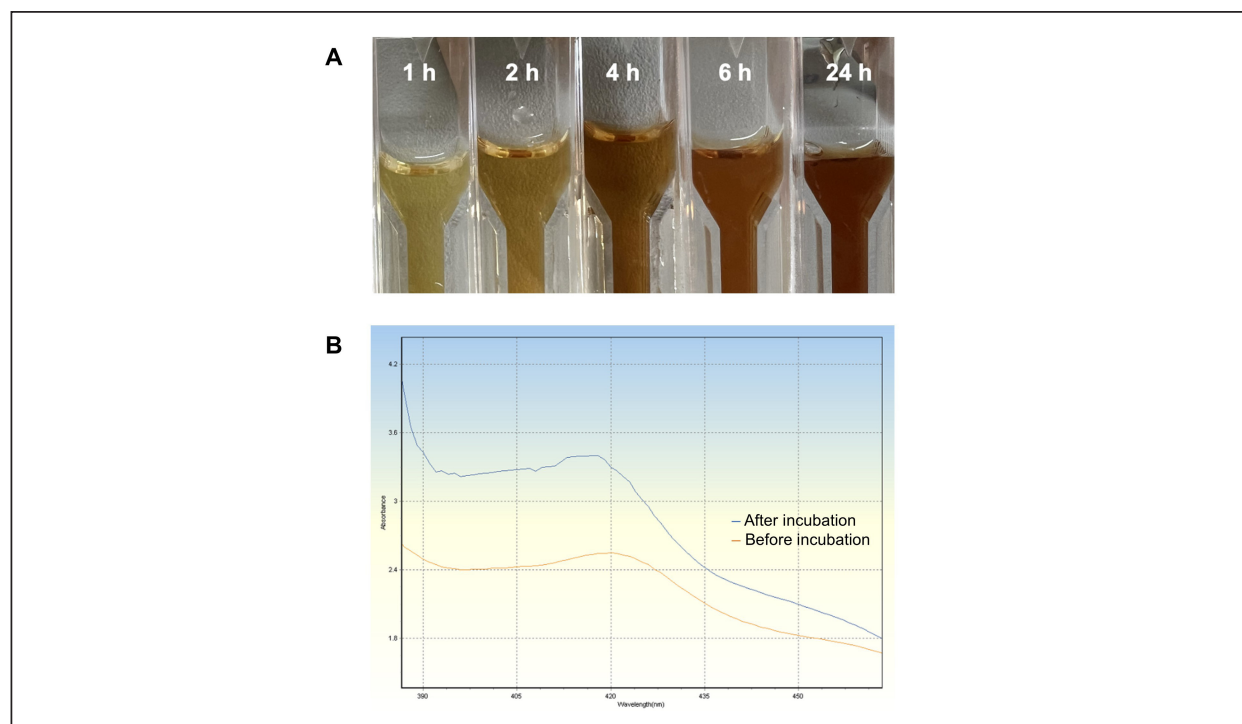 A
1 h 2 h 4 h 6 h 24 h
B
4.2
3.6
3
2.4
1.8
Absorbance
After incubation
Before incubation
390 405 420 435 450
Wavelength(nm)